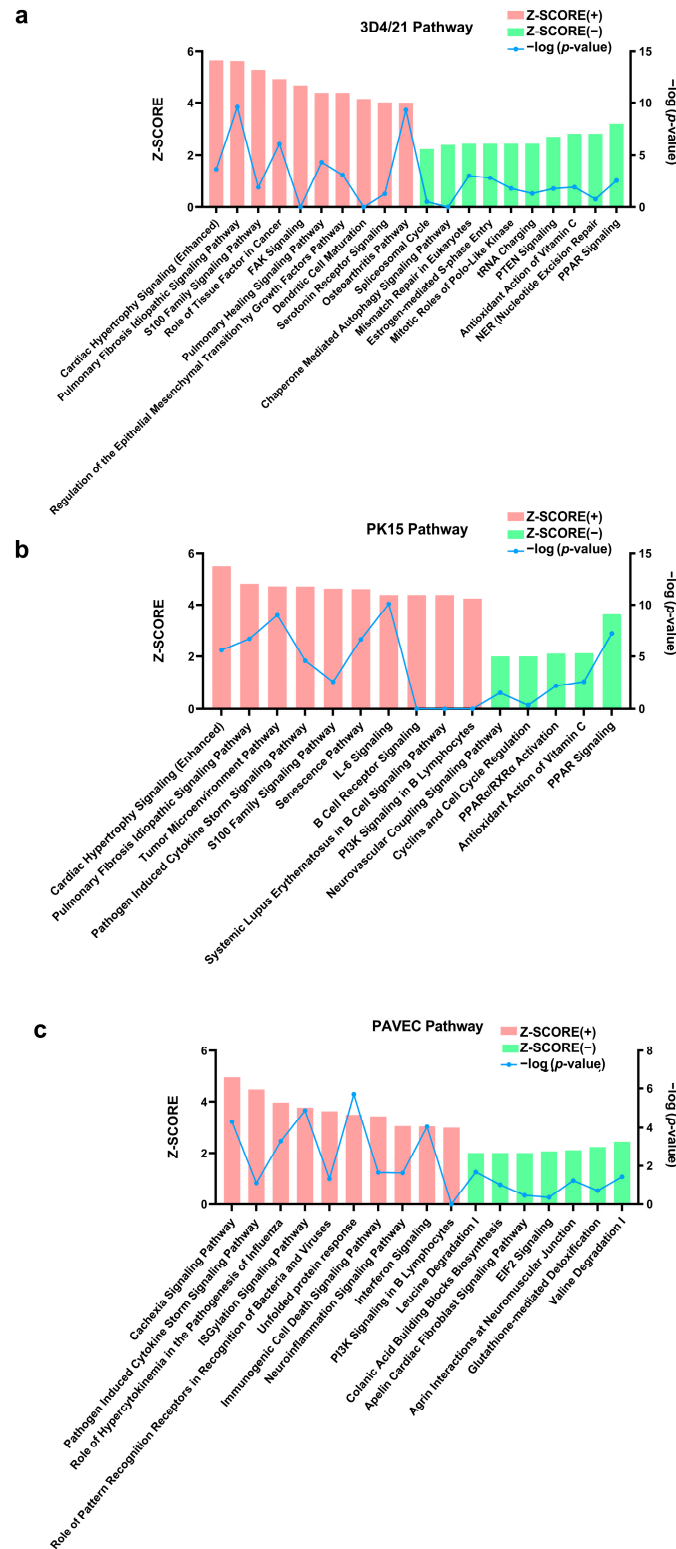 a
3D4/21 Pathway
Z-SCORE(+)
Z-SCORE(−)
−log (p-value)
Z-SCORE
−log (p-value)
6
4
2
0
15
10
5
0
Cardiac Hypertrophy Signaling (Enhanced)
Pulmonary Fibrosis Idiopathic Signaling Pathway
S100 Family Signaling Pathway
Role of Tissue Factor in Cancer
FAK Signaling
Pulmonary Healing Signaling Pathway
Regulation of the Epithelial Mesenchymal Transition by Growth Factors Pathway
Dendritic Cell Maturation
Serotonin Receptor Signaling
Osteoarthritis Pathway
Spliceosomal Cycle
Chaperone Mediated Autophagy Signaling Pathway
Mismatch Repair in Eukaryotes
Estrogen-mediated S-phase Entry
Mitotic Roles of Polo-Like Kinase
tRNA Charging
PTEN Signaling
Antioxidant Action of Vitamin C
NER (Nucleotide Excision Repair
PPAR Signaling
b
PK15 Pathway
Z-SCORE(+)
Z-SCORE(−)
−log (p-value)
Z-SCORE
−log (p-value)
6
4
2
0
15
10
5
0
Cardiac Hypertrophy Signaling (Enhanced)
Pulmonary Fibrosis Idiopathic Signaling Pathway
Tumor Microenvironment Pathway
Pathogen Induced Cytokine Storm Signaling Pathway
S100 Family Signaling Pathway
Senescence Pathway
IL-6 Signaling
B Cell Receptor Signaling
Systemic Lupus Erythematosus in B Cell Signaling Pathway
PI3K Signaling in B Lymphocytes
Neurovascular Coupling Signaling Pathway
Cyclins and Cell Cycle Regulation
PPARα/RXRα Activation
Antioxidant Action of Vitamin C
PPAR Signaling
c
PAVEC Pathway
Z-SCORE(+)
Z-SCORE(−)
−log (p-value)
Z-SCORE
−log (p-value)
6
4
2
0
8
6
4
2
0
Cachexia Signaling Pathway
Pathogen Induced Cytokine Storm Signaling Pathway
Role of Hypercytokinemia in the Pathogenesis of Influenza
ISGylation Signaling Pathway
Role of Pattern Recognition Receptors in Recognition of Bacteria and Viruses
Unfolded protein response
Immunogenic Cell Death Signaling Pathway
Neuroinflammation Signaling Pathway
Interferon Signaling
PI3K Signaling in B Lymphocytes
Leucine Degradation I
Colanic Acid Building Blocks Biosynthesis
Apelin Cardiac Fibroblast Signaling Pathway
EIF2 Signaling
Agrin Interactions at Neuromuscular Junction
Glutathione-mediated Detoxification
Valine Degradation I